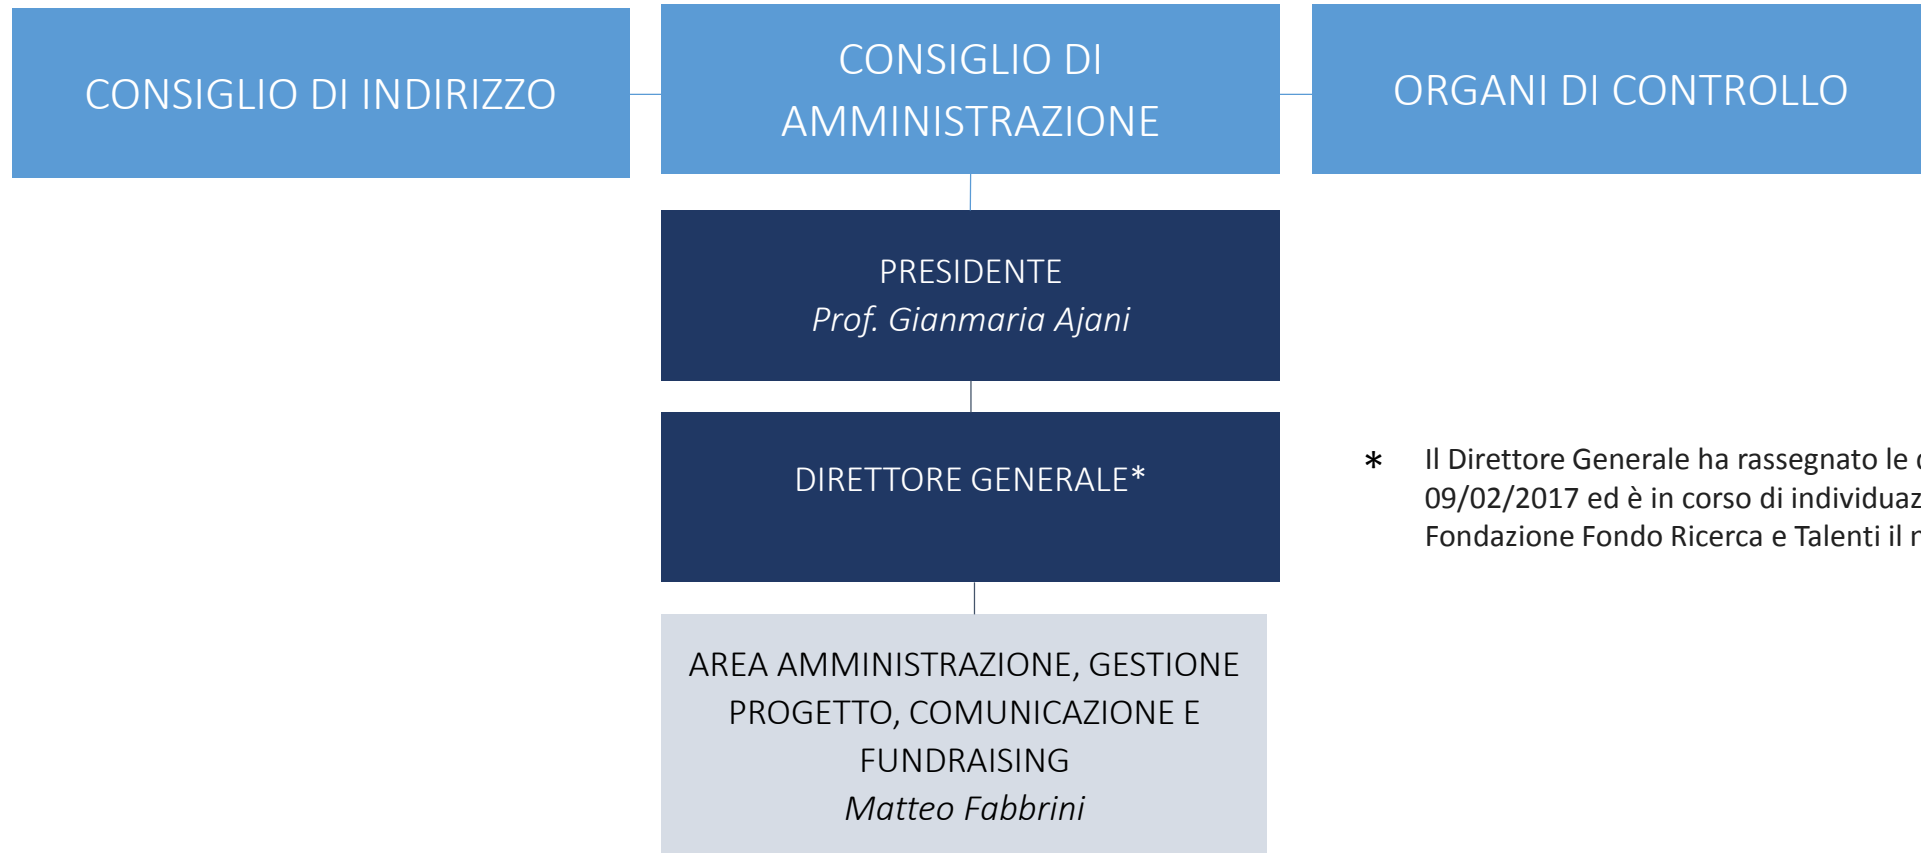 CONSIGLIO DI INDIRIZZO
CONSIGLIO DI
AMMINISTRAZIONE
ORGANI DI CONTROLLO
PRESIDENTE
Prof. Gianmaria Ajani
DIRETTORE GENERALE*
* Il Direttore Generale ha rassegnato le
09/02/2017 ed è in corso di
Fondazione Fondo Ricerca e Talenti il
AREA AMMINISTRAZIONE, GESTIONE
PROGETTO, COMUNICAZIONE E
FUNDRAISING
Matteo Fabbrini